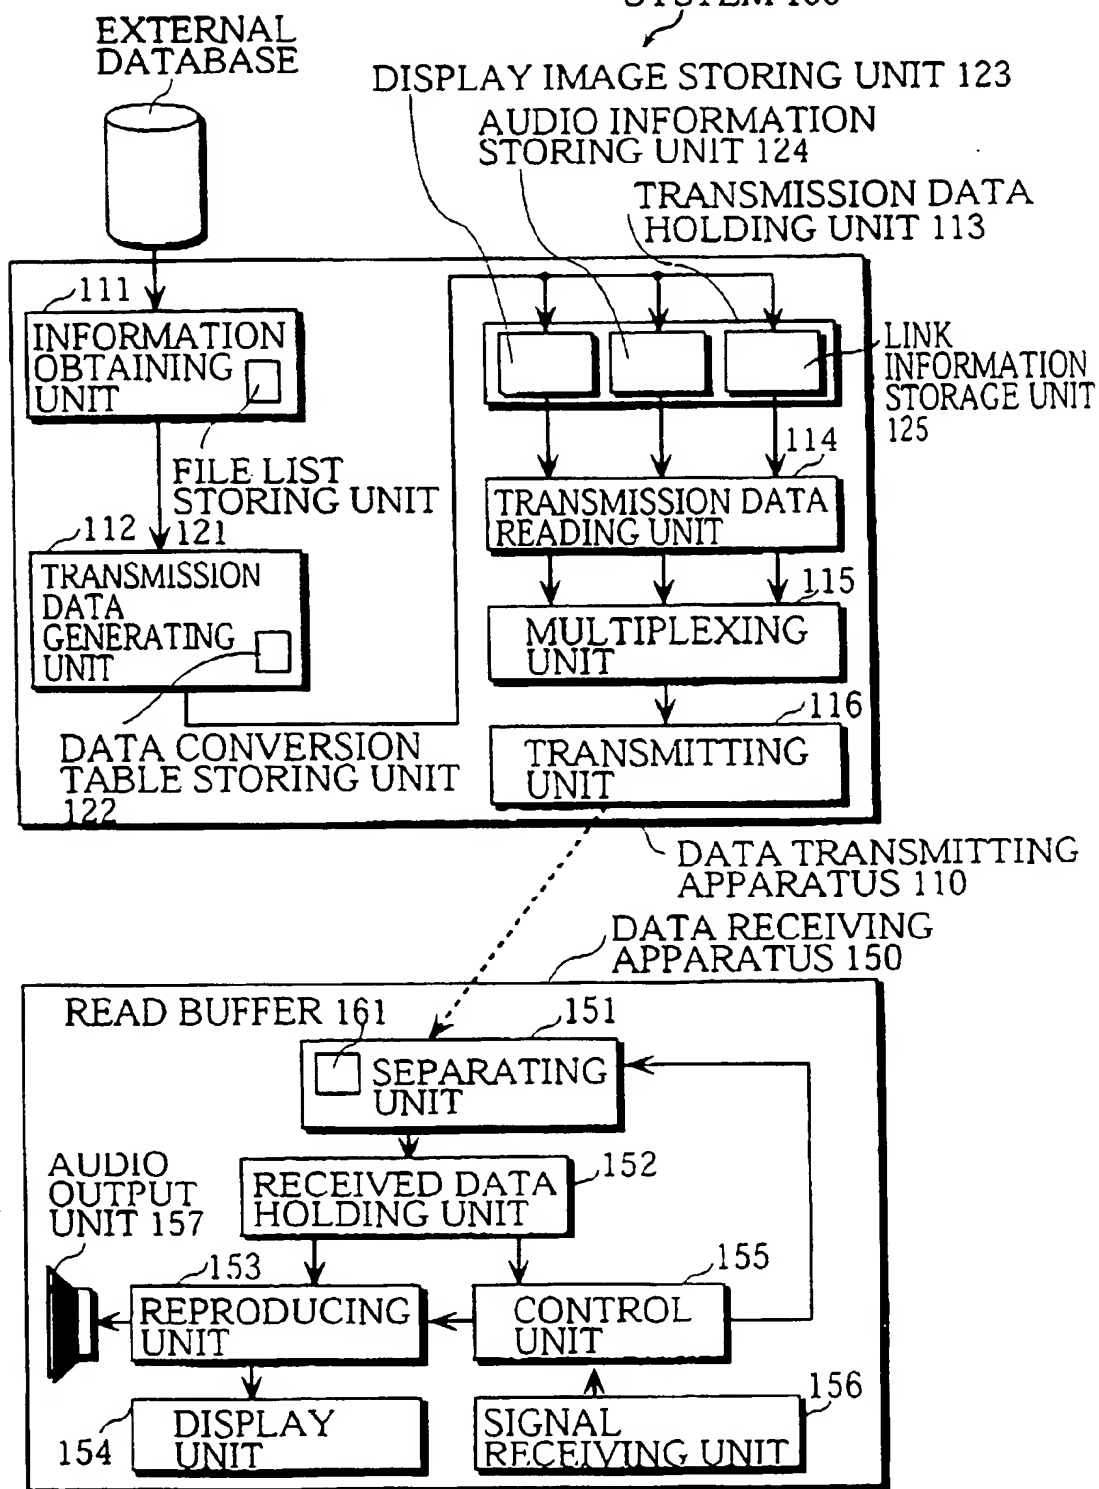 EXTERNAL
DATABASE
DISPLAY IMAGE STORING UNIT 123
AUDIO INFORMATION
STORING UNIT 124
TRANSMISSION DATA
HOLDING UNIT 113
111
INFORMATION
OBTAINING
UNIT
LINK
INFORMATION
STORAGE UNIT
125
FILE LIST
STORING UNIT
121
114
TRANSMISSION DATA
READING UNIT
112
TRANSMISSION
DATA
GENERATING
UNIT
115
MULTIPLEXING
UNIT
116
TRANSMITTING
UNIT
DATA CONVERSION
TABLE STORING UNIT
122
DATA TRANSMITTING
APPARATUS 110
DATA RECEIVING
APPARATUS 150
READ BUFFER 161
151
SEPARATING
UNIT
152
RECEIVED DATA
HOLDING UNIT
AUDIO
OUTPUT
UNIT 157
153
REPRODUCING
UNIT
155
CONTROL
UNIT
154
DISPLAY
UNIT
156
SIGNAL
RECEIVING UNIT